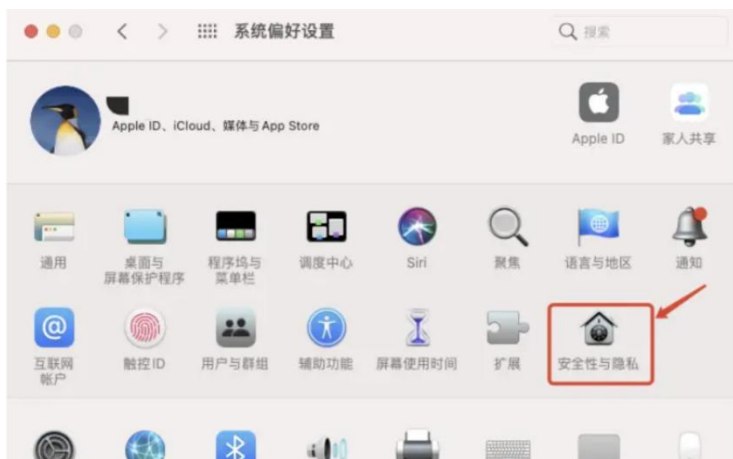 系统偏好设置
搜索
Apple ID、iCloud、媒体与 App Store
Apple ID
家人共享
通用
桌面与
屏幕保护程序
程序坞与
菜单栏
调度中心
Siri
聚焦
语言与地区
通知
互联网
帐户
触控 ID
用户与群组
辅助功能
屏幕使用时间
扩展
安全性与隐私